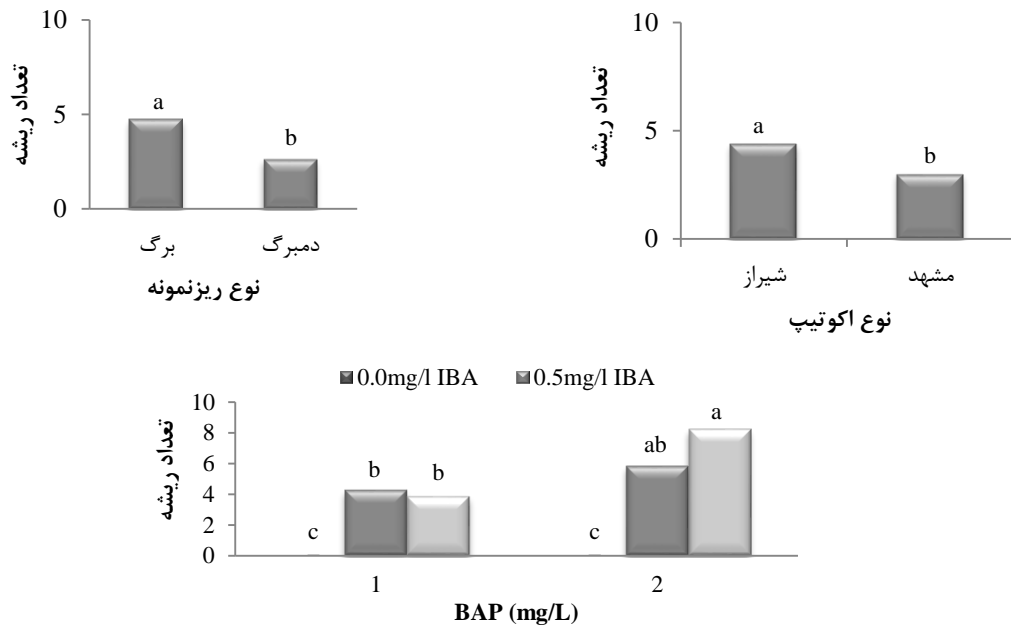 10
5
0
تعداد ریشه
a
b
برگ
دمبرگ
نوع ریزنمونه
10
5
0
تعداد ریشه
a
b
شیراز
مشهد
نوع اکوتیپ
0.0mg/l IBA 0.5mg/l IBA
10
8
6
4
2
0
تعداد ریشه
c
b
b
c
ab
a
1
2
BAP (mg/L)